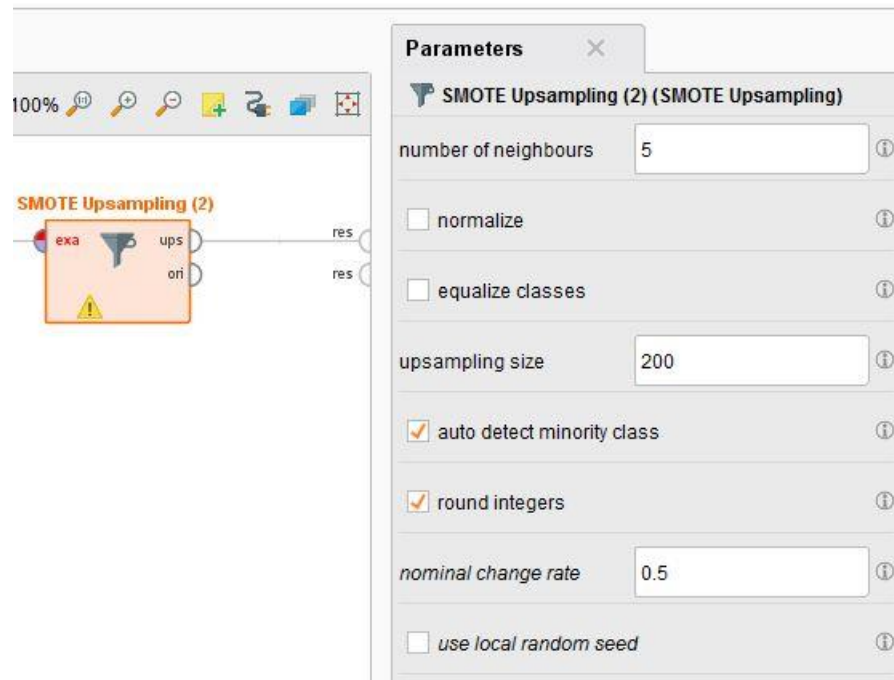 Parameters
100%
SMOTE Upsampling (2) (SMOTE Upsampling)
number of neighbours 5
normalize
SMOTE Upsampling (2)
exa ups res
ori res
equalize classes
upsampling size 200
auto detect minority class
round integers
nominal change rate 0.5
use local random seed